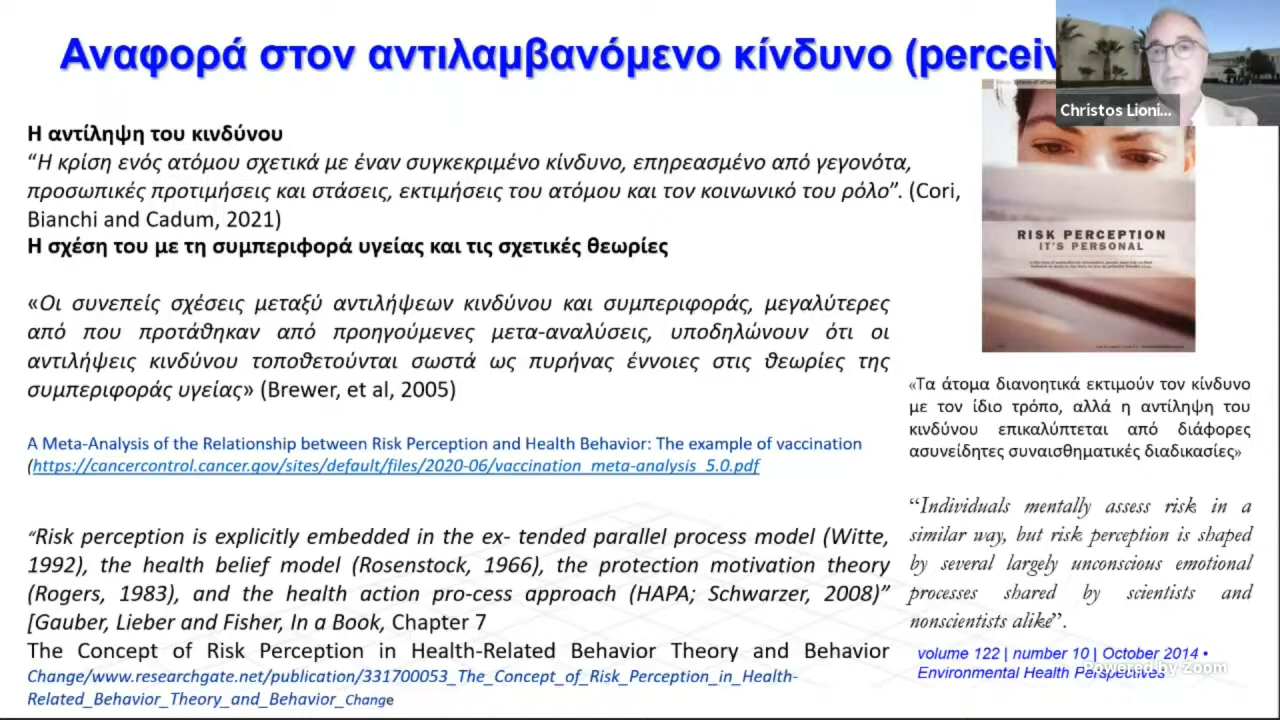 Αναφορά στον αντιλαμβανόμενο κίνδυνο (perceiv
Christos Lioni...
Η αντίληψη του κινδύνου
“Η κρίση ενός ατόμου σχετικά με έναν συγκεκριμένο κίνδυνο, επηρεασμένο από γεγονότα,
προσωπικές προτιμήσεις και στάσεις, εκτιμήσεις του ατόμου και τον κοινωνικό του ρόλο”. (Cori,
Bianchi and Cadum, 2021)
Η σχέση του με τη συμπεριφορά υγείας και τις σχετικές θεωρίες
«Οι συνεπείς σχέσεις μεταξύ αντιλήψεων κινδύνου και συμπεριφοράς, μεγαλύτερες
από που προτάθηκαν από προηγούμενες μετα-αναλύσεις, υποδηλώνουν ότι οι
αντιλήψεις κινδύνου τοποθετούνται σωστά ως πυρήνας έννοιες στις θεωρίες της
συμπεριφοράς υγείας» (Brewer, et al, 2005)
A Meta-Analysis of the Relationship between Risk Perception and Health Behavior: The example of vaccination
(https://cancercontrol.cancer.gov/sites/default/files/2020-06/vaccination_meta-analysis_5.0.pdf
“Risk perception is explicitly embedded in the ex- tended parallel process model (Witte,
1992), the health belief model (Rosenstock, 1966), the protection motivation theory
(Rogers, 1983), and the health action pro-cess approach (HAPA; Schwarzer, 2008)”
[Gauber, Lieber and Fisher, In a Book, Chapter 7
The Concept of Risk Perception in Health-Related Behavior Theory and Behavior
Change/www.researchgate.net/publication/331700053_The_Concept_of_Risk_Perception_in_Health-
Related_Behavior_Theory_and_Behavior_Change
RISK PERCEPTION
IT'S PERSONAL
«Τα άτομα διανοητικά εκτιμούν τον κίνδυνο
με τον ίδιο τρόπο, αλλά η αντίληψη του
κινδύνου επικαλύπτεται από διάφορες
ασυνείδητες συναισθηματικές διαδικασίες»
“Individuals mentally assess risk in a
similar way, but risk perception is shaped
by several largely unconscious emotional
processes shared by scientists and
nonscientists alike”.
volume 122 | number 10 | October 2014 •
Environmental Health Perspectives
Powered by Zoom